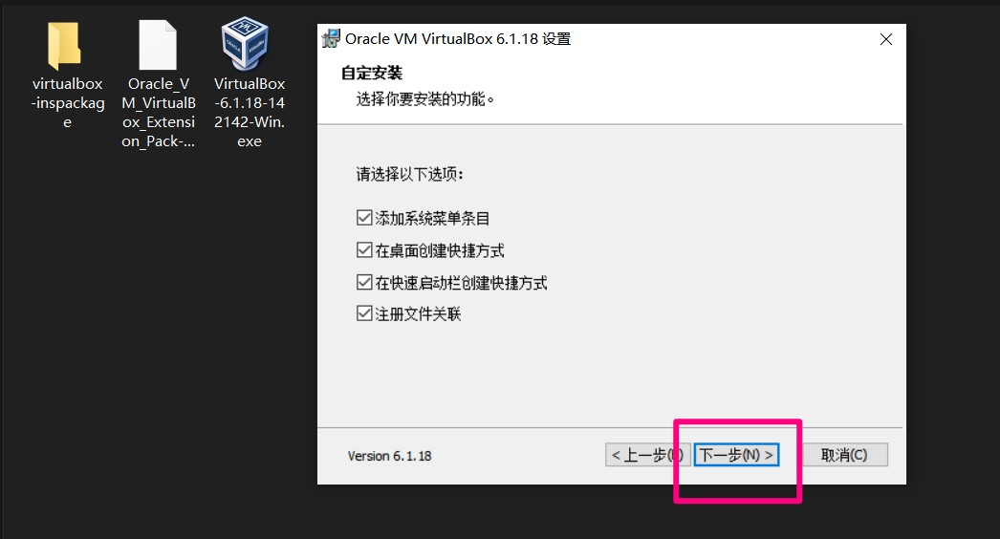 virtualbox
-inspackag
e
Oracle_V
M_VirtualB
ox_Extensi
on_Pack-...
VirtualBox
-6.1.18-14
2142-Win.
exe
Oracle VM VirtualBox 6.1.18 设置
自定安装
选择你要安装的功能。
请选择以下选项:
添加系统菜单条目
在桌面创建快捷方式
在快速启动栏创建快捷方式
注册文件关联
Version 6.1.18
< 上一步
下一步(N) >
取消(C)